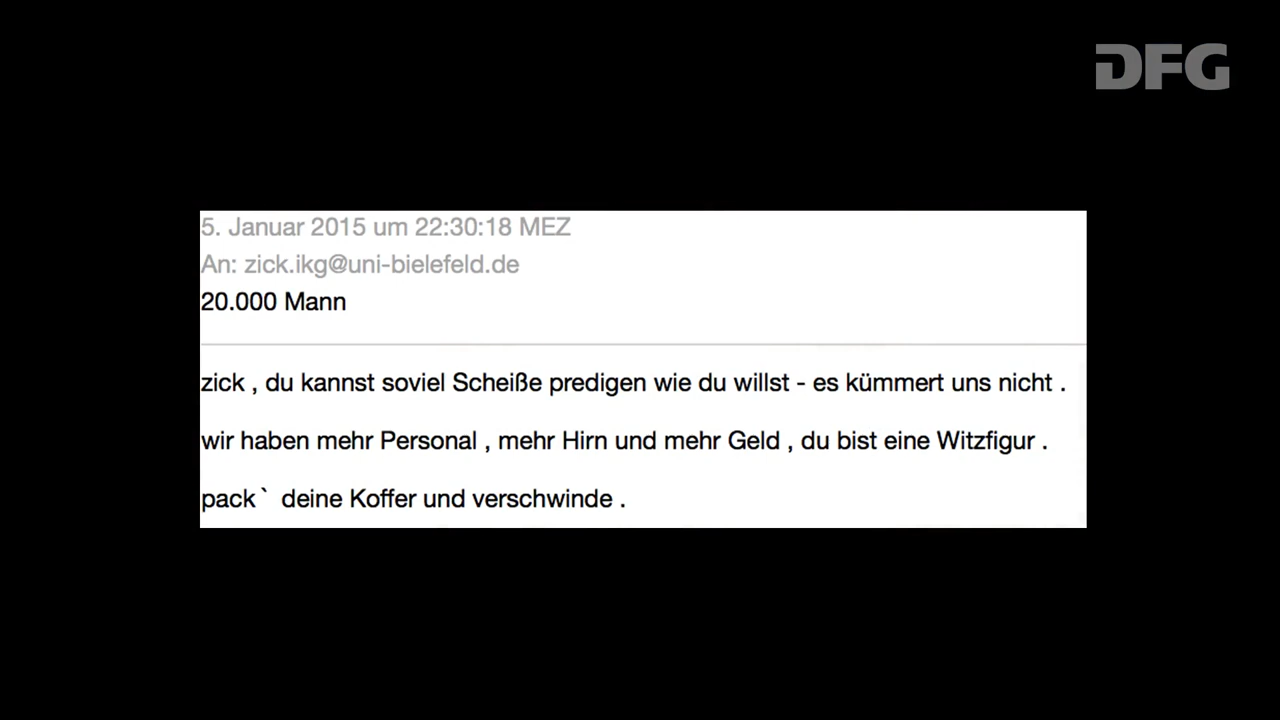 DFG
5. Januar 2015 um 22:30:18 MEZ
An: zick.ikg@uni-bielefeld.de
20.000 Mann
zick , du kannst soviel Scheiße predigen wie du willst - es kümmert uns nicht .
wir haben mehr Personal , mehr Hirn und mehr Geld , du bist eine Witzfigur .
pack` deine Koffer und verschwinde .